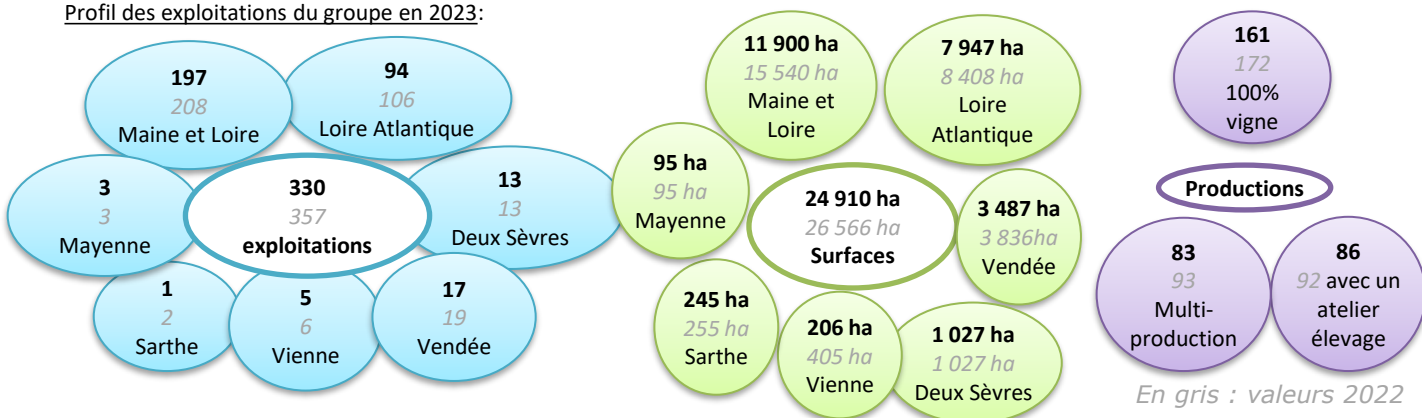 Profil des exploitations du groupe en 2023:
197
208
Maine et Loire
94
106
Loire Atlantique
3
3
Mayenne
330
357
exploitations
13
13
Deux Sèvres
1
2
Sarthe
5
6
Vienne
17
19
Vendée
11 900 ha
15 540 ha
Maine et
Loire
7 947 ha
8 408 ha
Loire
Atlantique
95 ha
95 ha
Mayenne
24 910 ha
26 566 ha
Surfaces
3 487 ha
3 836ha
Vendée
245 ha
255 ha
Sarthe
206 ha
405 ha
Vienne
1 027 ha
1 027 ha
Deux Sèvres
161
172
100%
vigne
Productions
83
93
Multi-
production
86
92 avec un
atelier
élevage
En gris : valeurs 2022